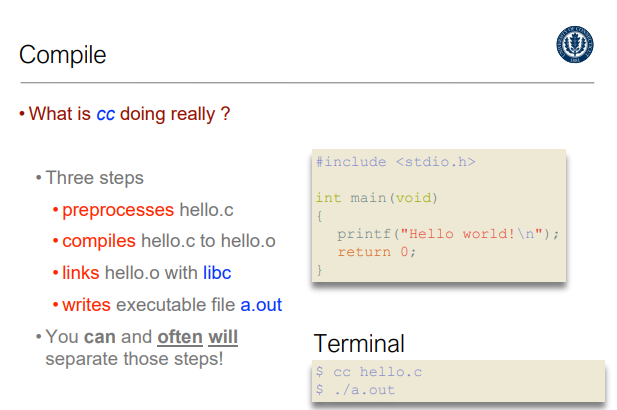 Compile
• What is cc doing really ?
• Three steps
• preprocesses hello.c
• compiles hello.c to hello.o
• links hello.o with libc
• writes executable file a.out
• You can and often will
separate those steps!
#include <stdio.h>
int main(void)
{
printf("Hello world!\n");
return 0;
}
Terminal
$ cc hello.c
$ ./a.out